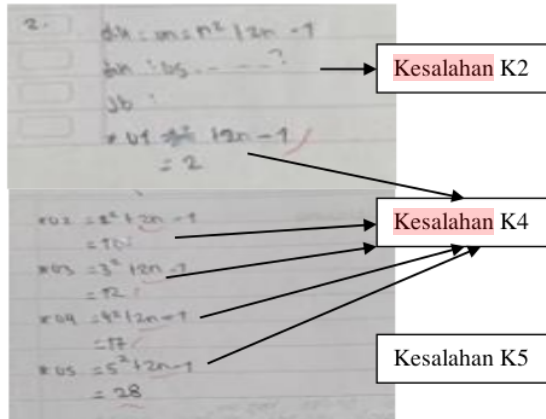 2.
dik = un = n² + 2n - 1
dit : U5 - - - - ?
Jb :
* U1 + 2n - 1
= 2
Kesalahan K2
* U2 = 2² + 2n - 1
= 10
Kesalahan K4
* U3 = 3² + 2n - 1
= 12
* U4 = 4² + 2n - 1
= 17
* U5 = 5² + 2n - 1
= 28
Kesalahan K5